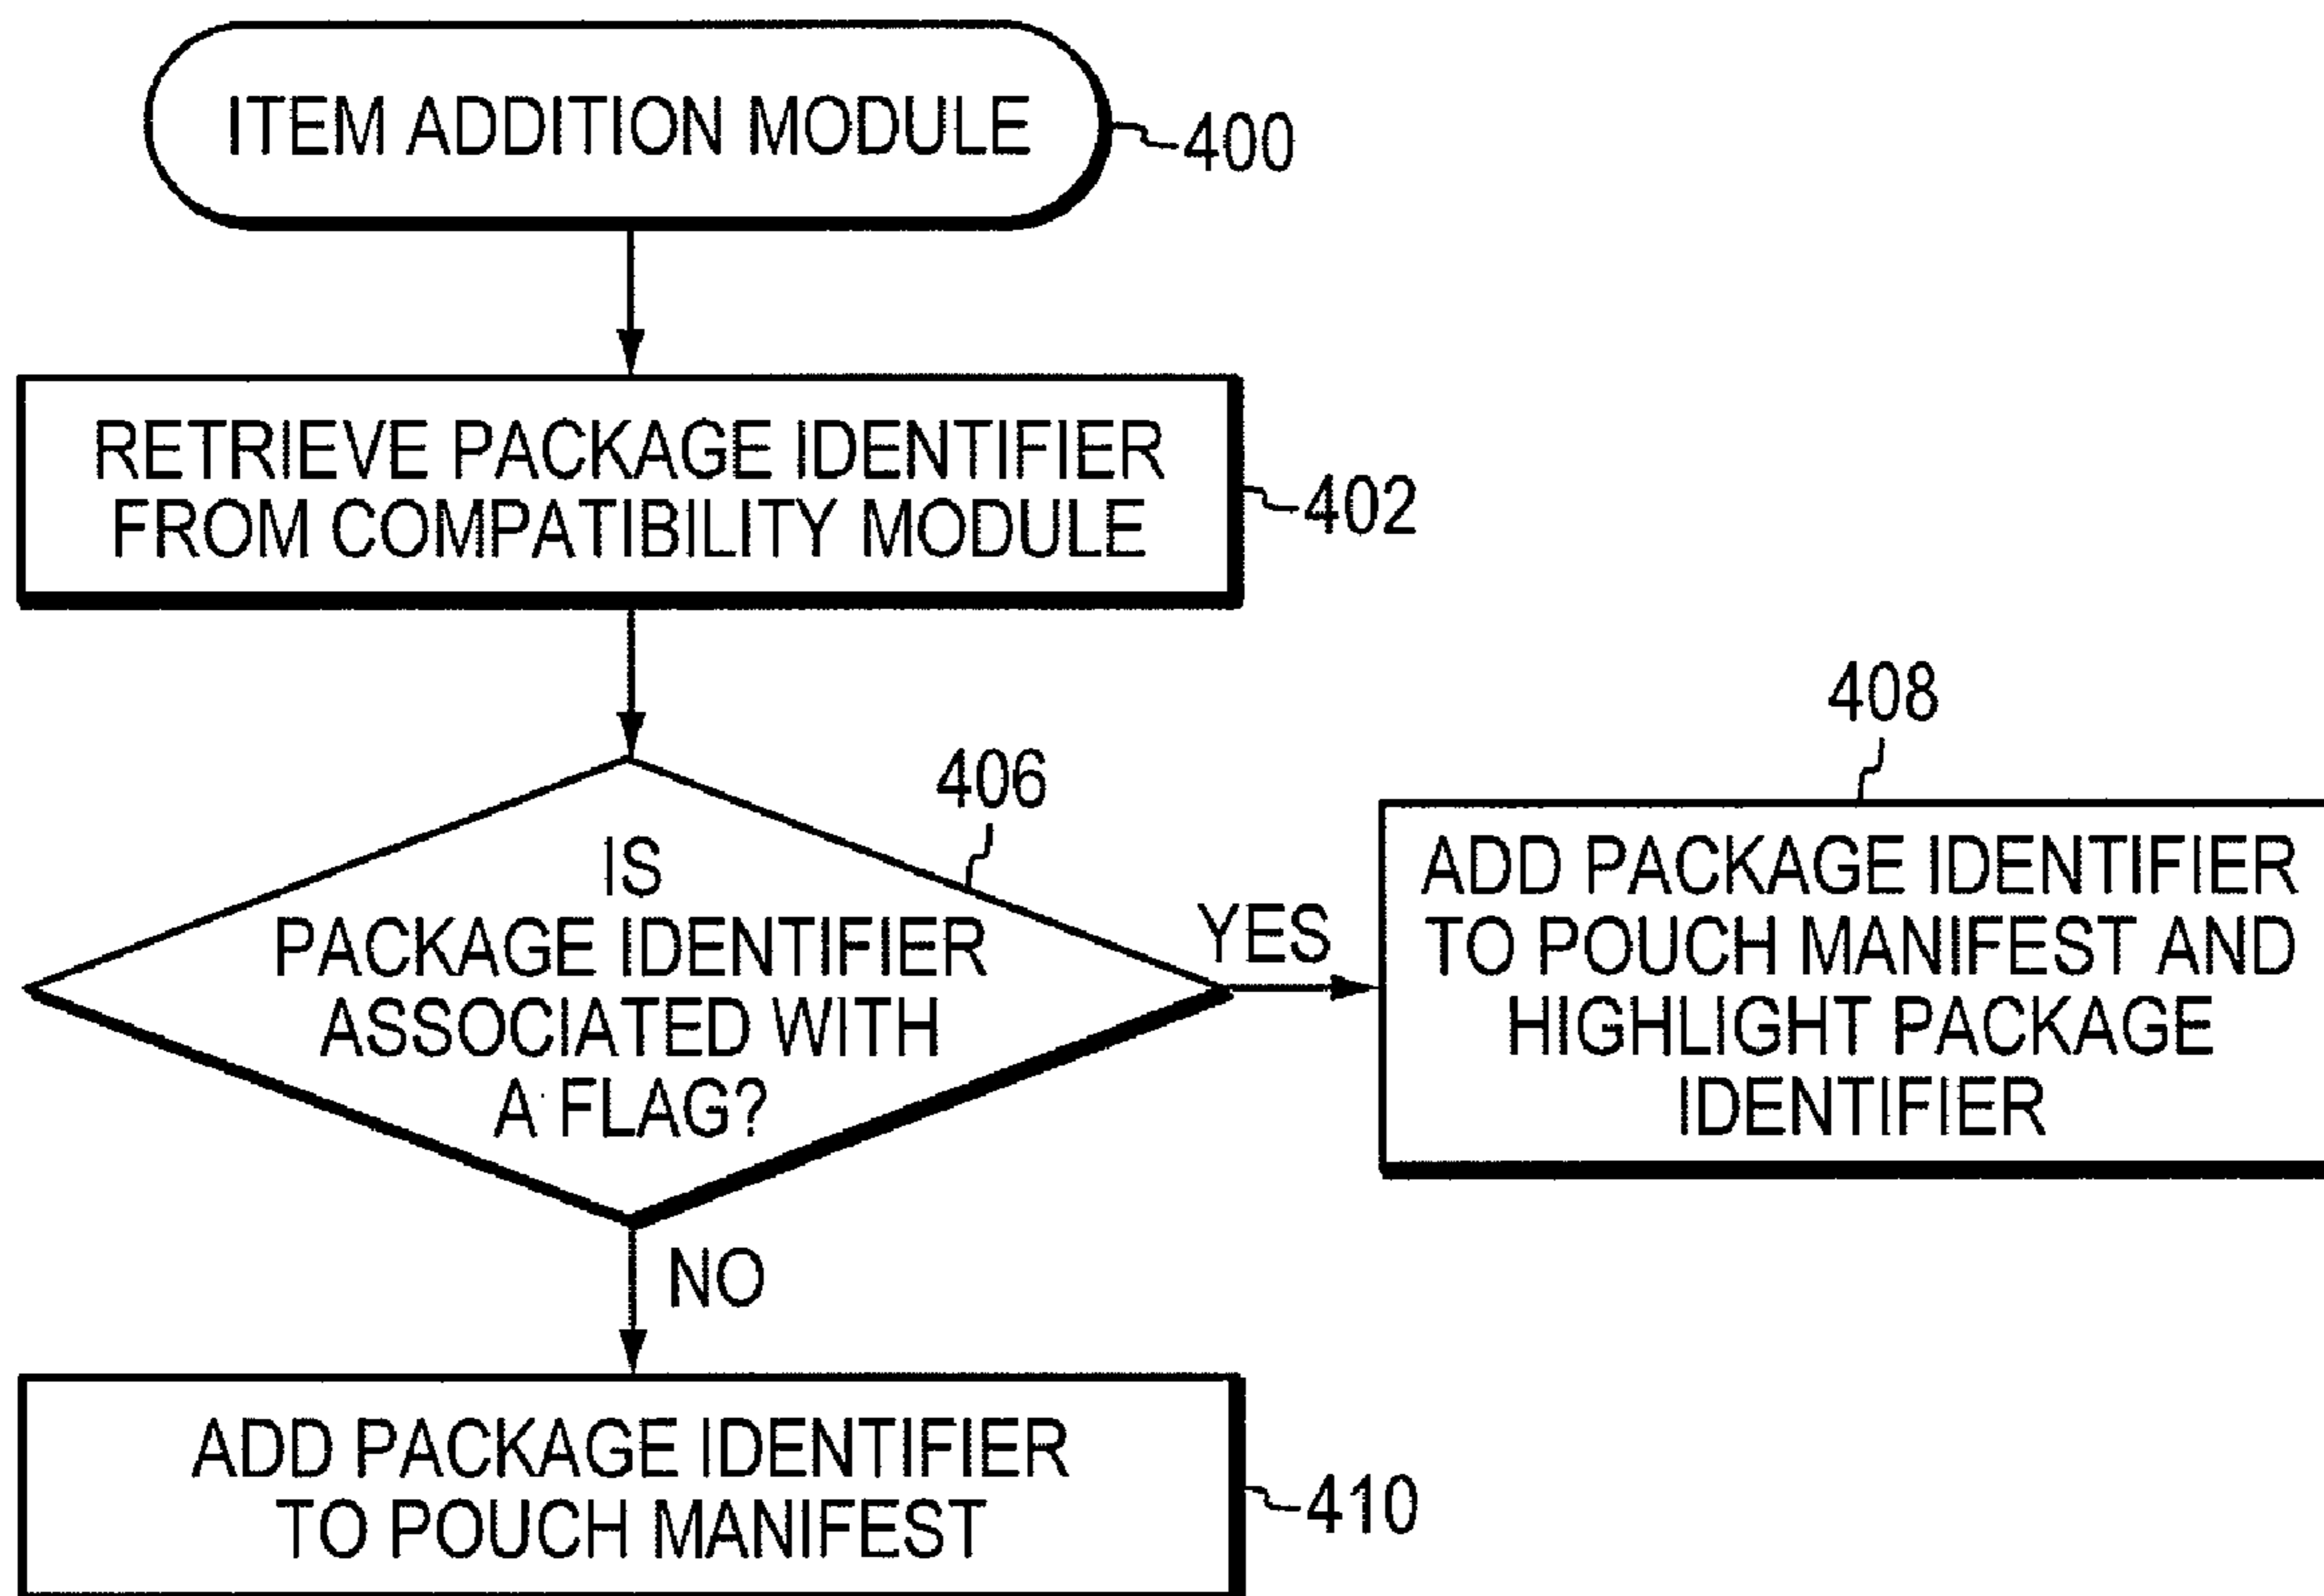 ITEM ADDITION MODULE
400
RETRIEVE PACKAGE IDENTIFIER
FROM COMPATIBILITY MODULE
402
406
IS
PACKAGE IDENTIFIER
ASSOCIATED WITH
A FLAG?
YES
408
ADD PACKAGE IDENTIFIER
TO POUCH MANIFEST AND
HIGHLIGHT PACKAGE
IDENTIFIER
NO
ADD PACKAGE IDENTIFIER
TO POUCH MANIFEST
410